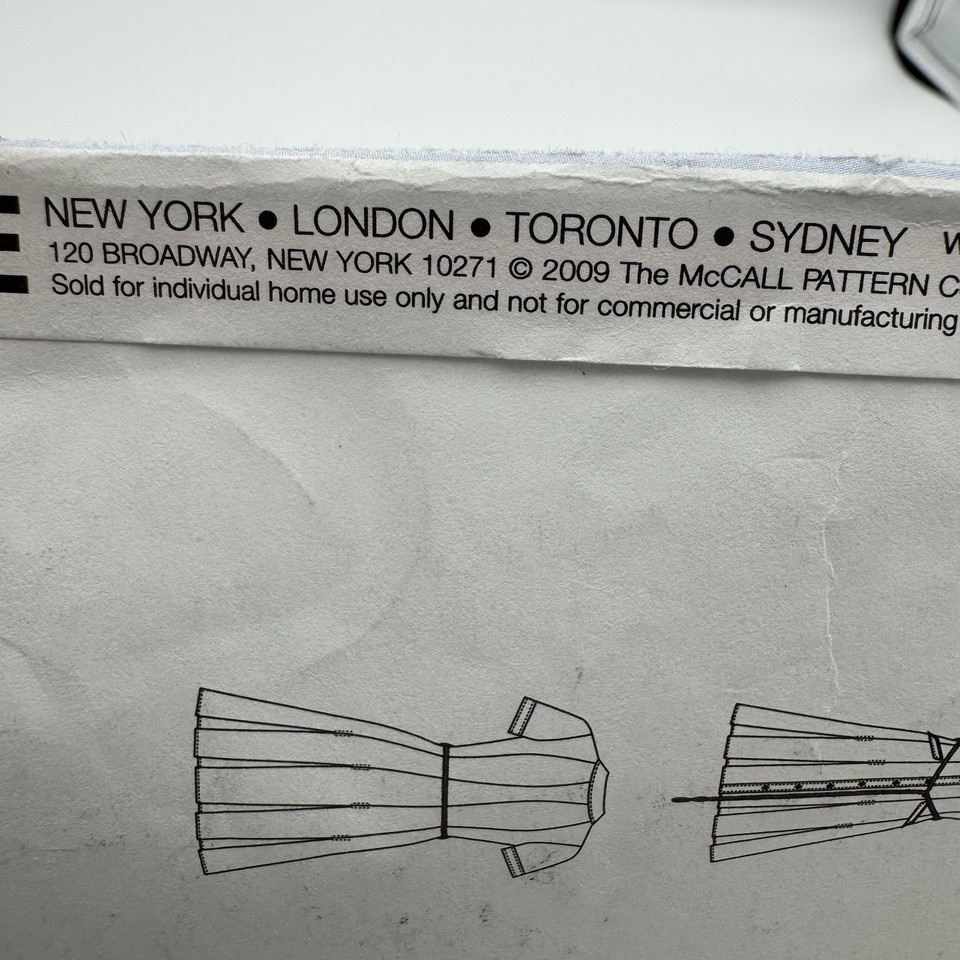 NEW YORK ● LONDON ● TORONTO ● SYDNEY
120 BROADWAY, NEW YORK 10271 © 2009 The McCALL PATTERN
Sold for individual home use only and not for commercial or manufacturing